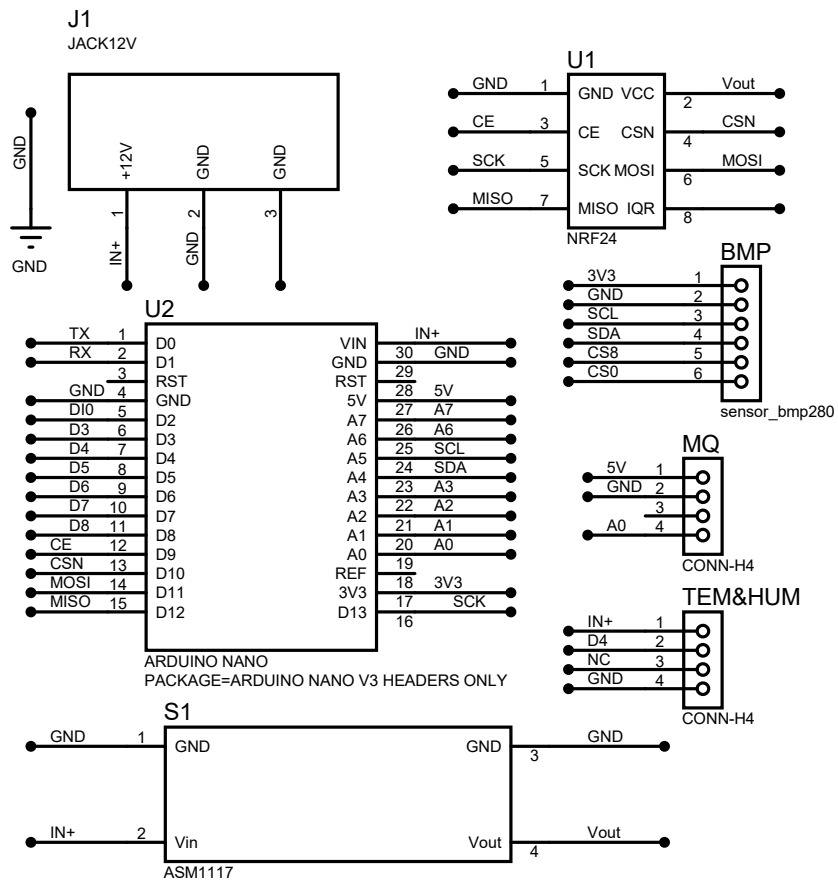 J1
JACK12V
GND
GND
+12V
GND
GND
1
2
3
IN+
GND
U1
GND 1 GND VCC 2 Vout
CE 3 CE CSN 4 CSN
SCK 5 SCK MOSI 6 MOSI
MISO 7 MISO IQR 8
NRF24
BMP
3V3 1
GND 2
SCL 3
SDA 4
CS8 5
CS0 6
sensor_bmp280
U2
TX 1 D0 VIN 30 IN+
RX 2 D1 GND 29 GND
3 RST RST 28
GND 4 GND 5V 27 5V
DI0 5 D2 A7 26 A7
D3 6 D3 A6 25 A6
D4 7 D4 A5 24 SCL
D5 8 D5 A4 23 SDA
D6 9 D6 A3 22 A3
D7 10 D7 A2 21 A2
D8 11 D8 A1 20 A1
CE 12 D9 A0 19 A0
CSN 13 D10 REF 18
MOSI 14 D11 3V3 17 3V3
MISO 15 D12 D13 16 SCK
ARDUINO NANO
PACKAGE=ARDUINO NANO V3 HEADERS ONLY
MQ
5V 1
GND 2
3
A0 4
CONN-H4
TEM&HUM
IN+ 1
D4 2
NC 3
GND 4
CONN-H4
S1
GND 1 GND GND 3 GND
IN+ 2 Vin Vout 4 Vout
ASM1117